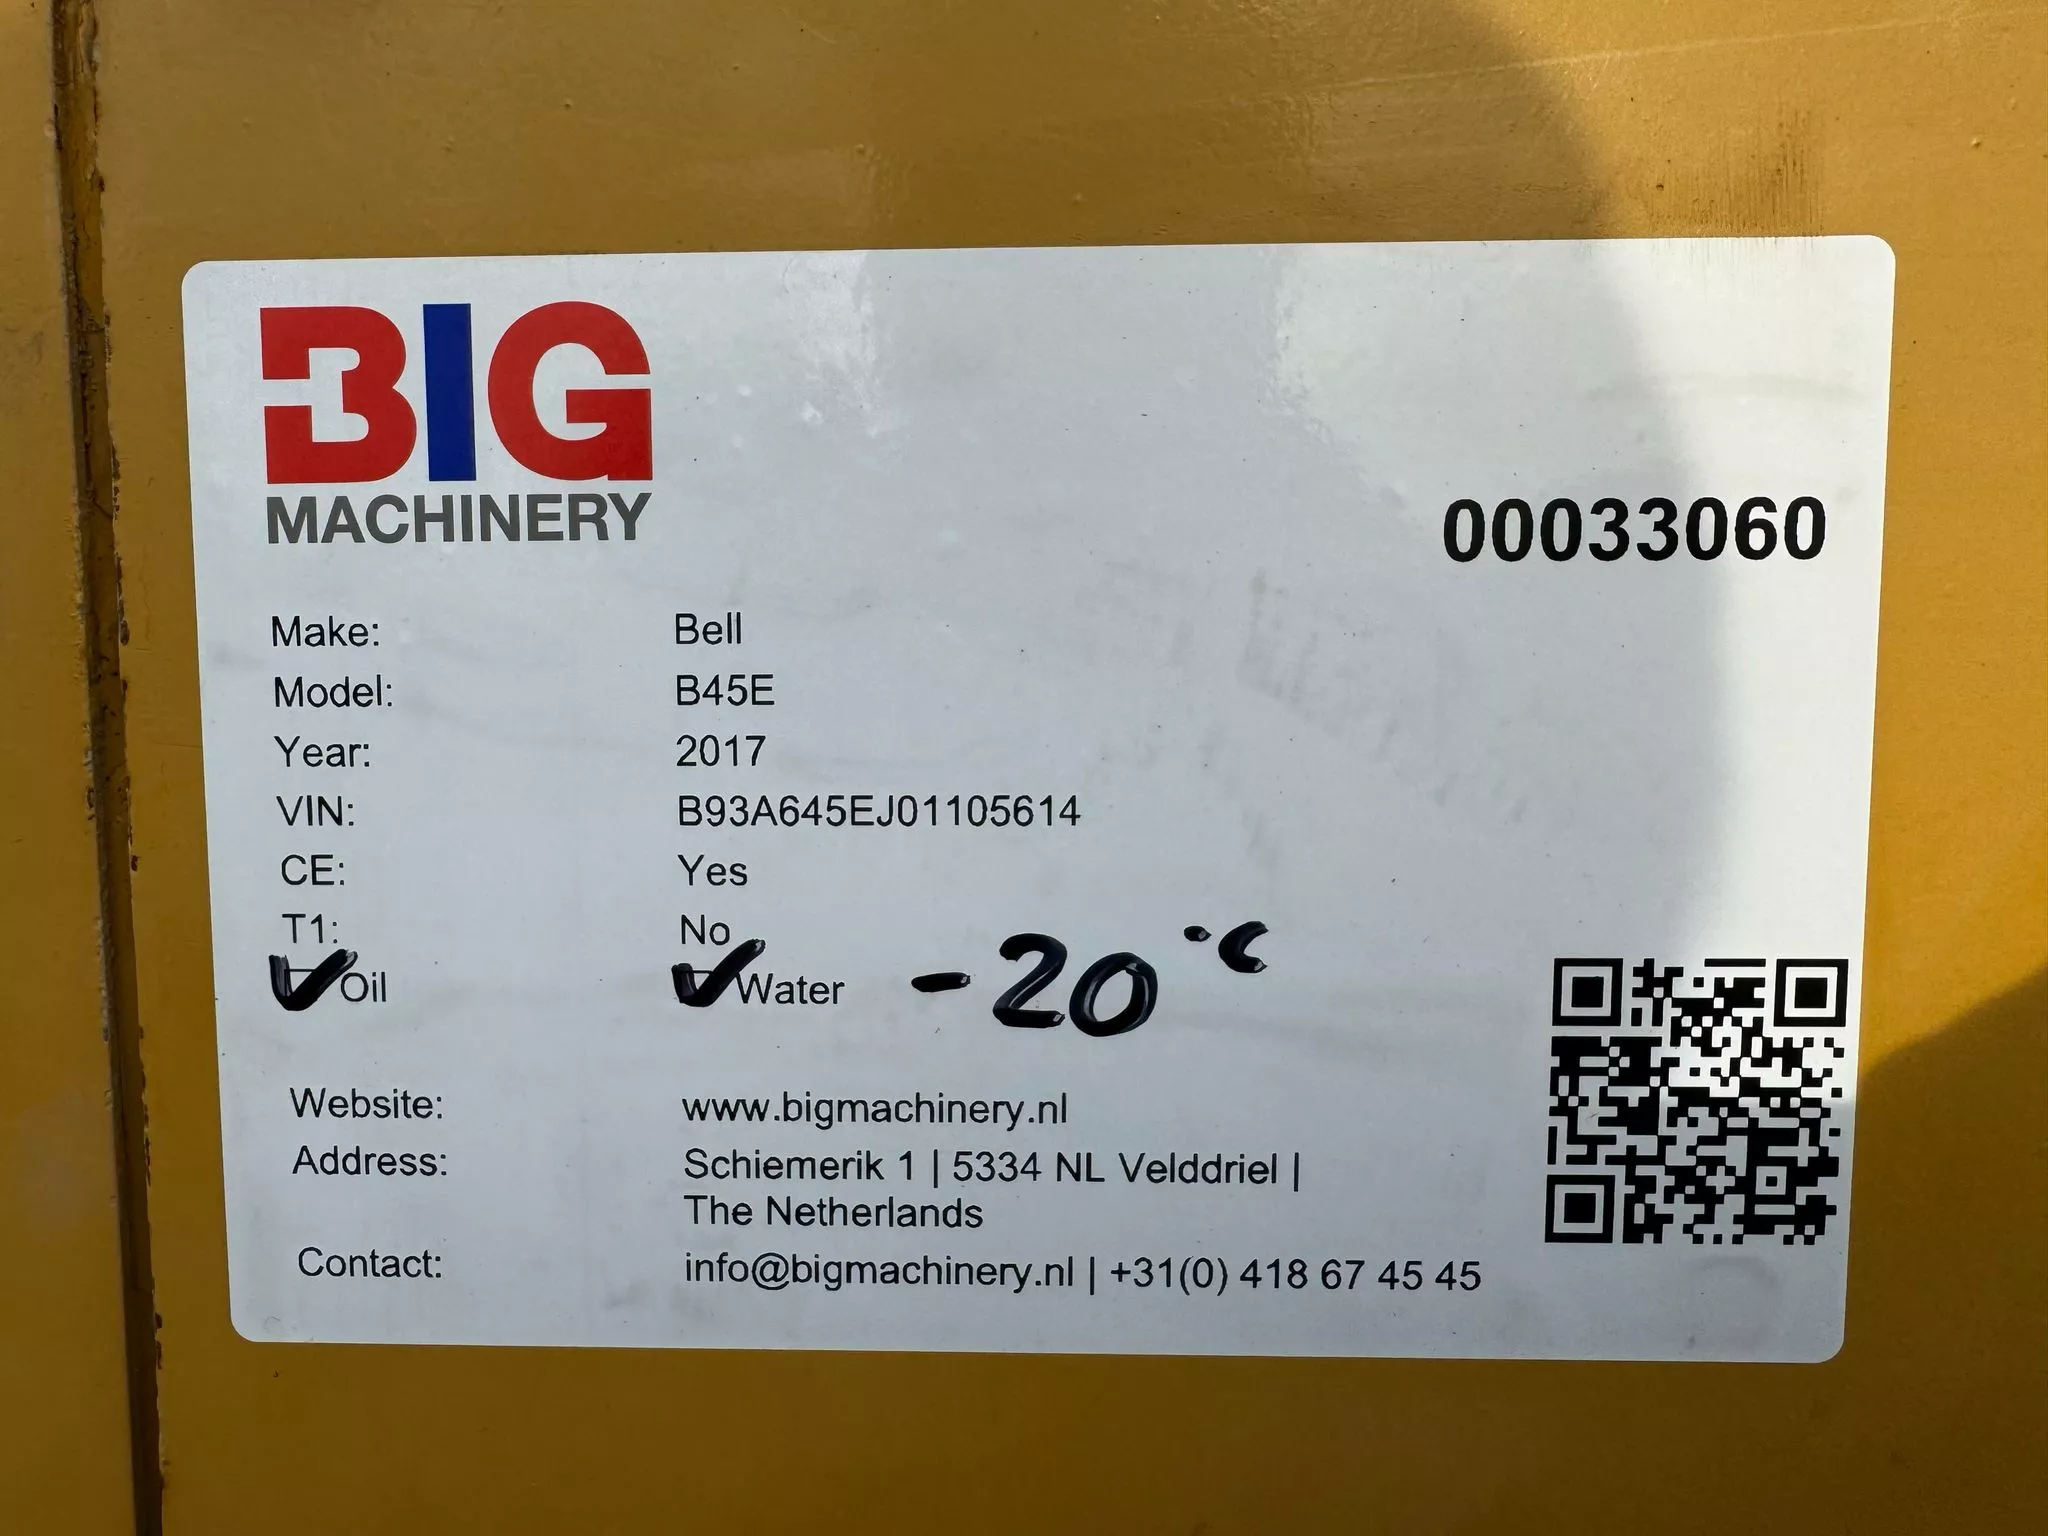 BIG
MACHINERY
00033060
Make: Bell
Model: B45E
Year: 2017
VIN: B93A645EJ01105614
CE: Yes
T1: No
Oil Water -20 °C
Website: www.bigmachinery.nl
Address: Schiemerik 1 | 5334 NL Velddriel |
The Netherlands
Contact: info@bigmachinery.nl | +31(0) 418 67 45 45